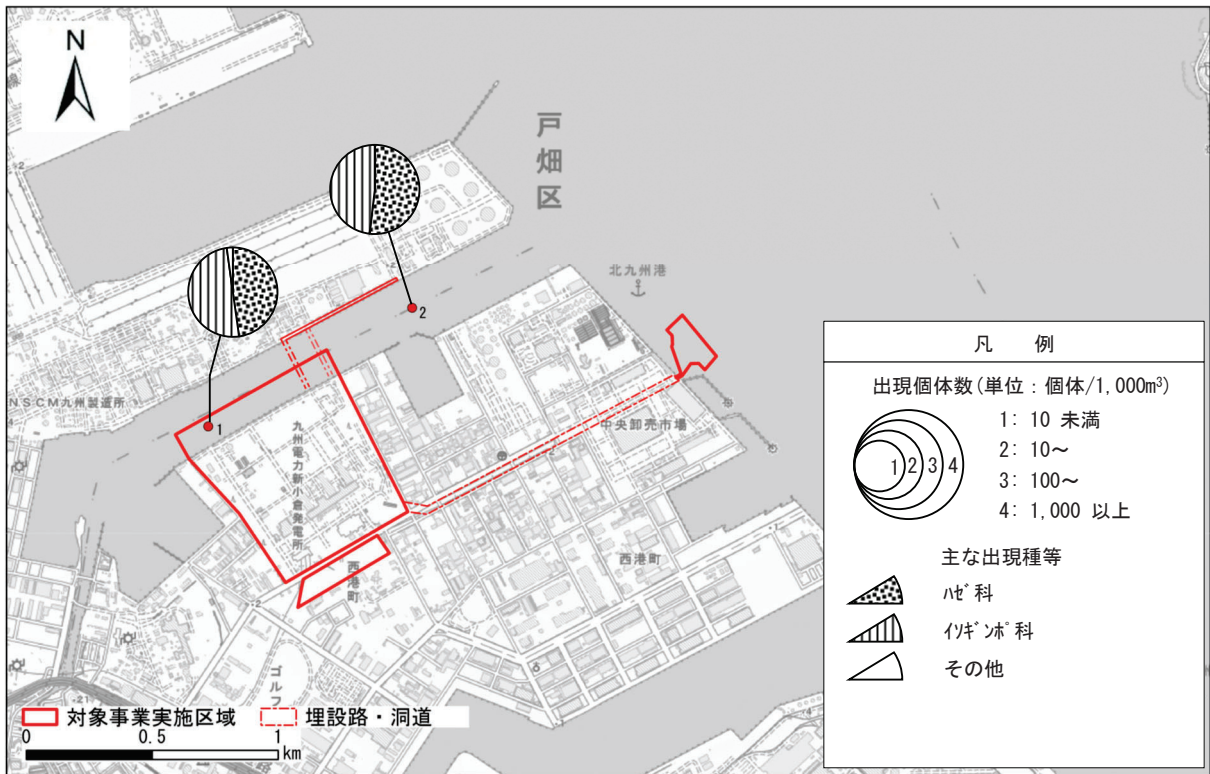 N
戸畑区
2
北九州港
1
NSCM九州製造所
九州電力新小倉発電所
中央卸売市場
西港町
西港町
ゴルフ
対象事業実施区域
埋設路・洞道
0 0.5 1
km
凡 例
出現個体数(単位:個体/1,000m³)
1 2 3 4
1: 10 未満
2: 10~
3: 100~
4: 1,000 以上
主な出現種等
ハゼ科
イソギンポ科
その他